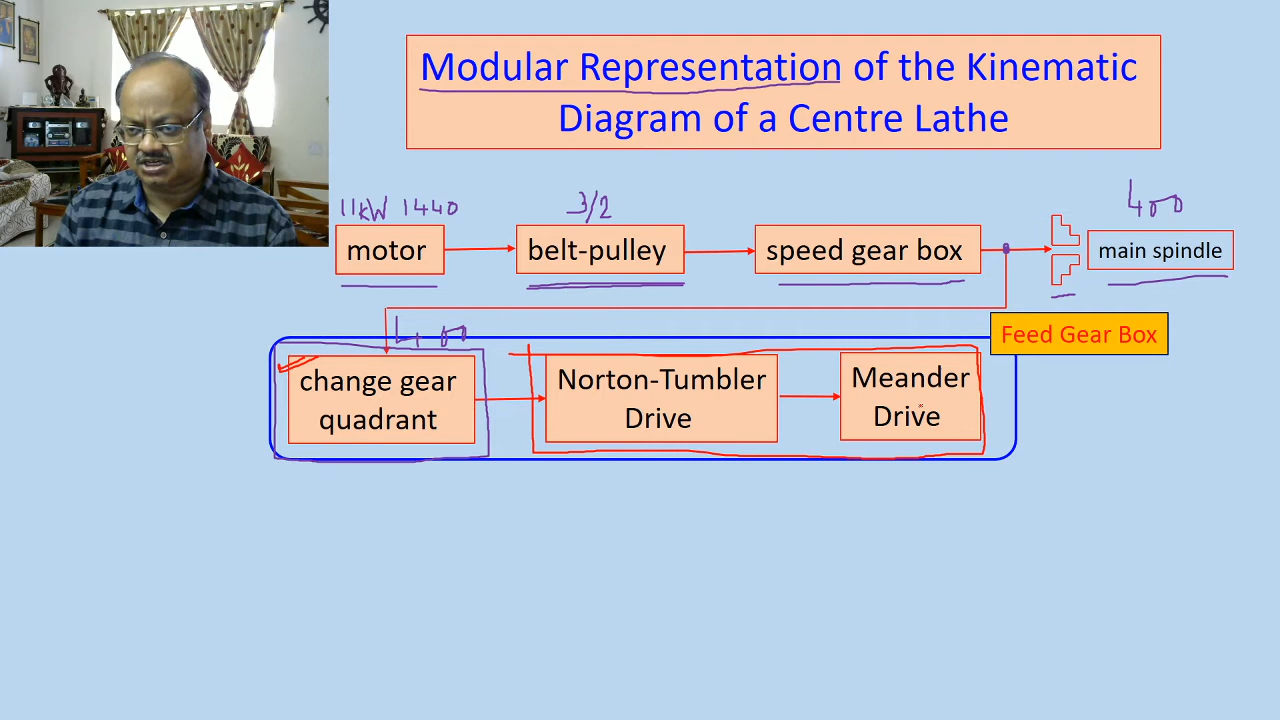 Modular Representation of the Kinematic
Diagram of a Centre Lathe
11kW 1440
3/2
400
motor
belt-pulley
speed gear box
main spindle
400
Feed Gear Box
change gear
quadrant
Norton-Tumbler
Drive
Meander
Drive